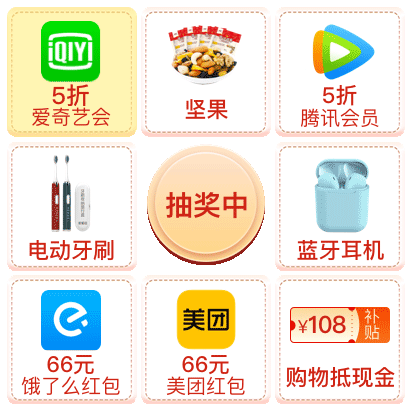 iQIYI
5折
爱奇艺会
坚果
5折
腾讯会员
电动牙刷
抽奖中
蓝牙耳机
66元
饿了么红包
美团
66元
美团红包
¥108
补贴
购物抵现金